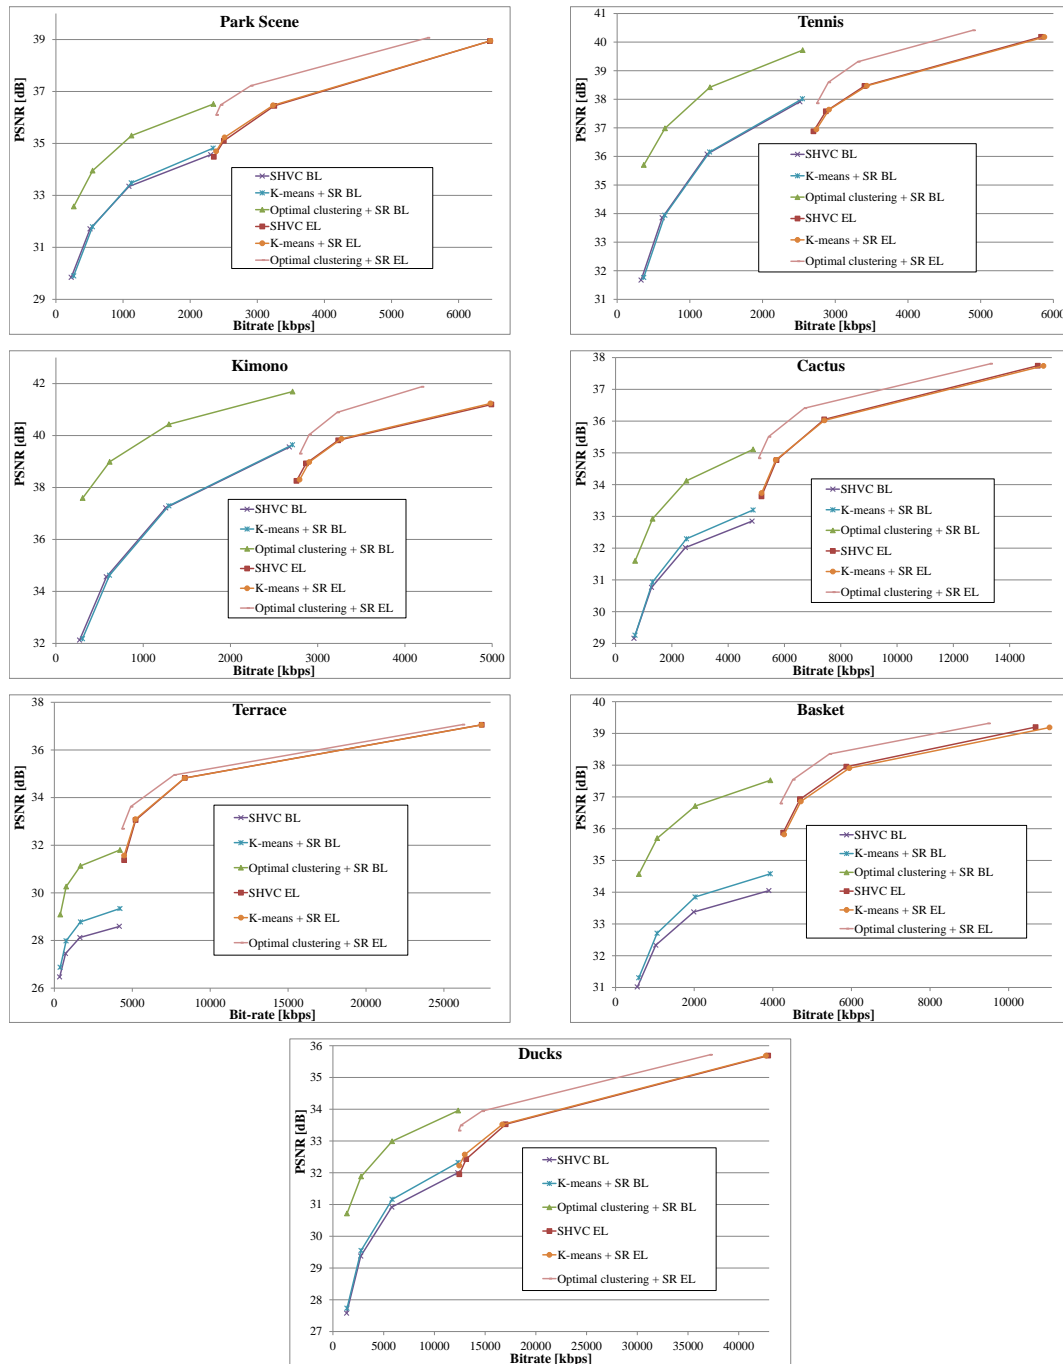 Park Scene
PSNR [dB]
39
37
35
33
31
29
SHVC BL
K-means + SR BL
Optimal clustering + SR BL
SHVC EL
K-means + SR EL
Optimal clustering + SR EL
0 1000 2000 3000 4000 5000 6000
Bitrate [kbps]
Tennis
PSNR [dB]
41
40
39
38
37
36
35
34
33
32
31
SHVC BL
K-means + SR BL
Optimal clustering + SR BL
SHVC EL
K-means + SR EL
Optimal clustering + SR EL
0 1000 2000 3000 4000 5000 6000
Bitrate [kbps]
Kimono
PSNR [dB]
42
40
38
36
34
32
SHVC BL
K-means + SR BL
Optimal clustering + SR BL
SHVC EL
K-means + SR EL
Optimal clustering + SR EL
0 1000 2000 3000 4000 5000
Bitrate [kbps]
Cactus
PSNR [dB]
38
37
36
35
34
33
32
31
30
29
SHVC BL
K-means + SR BL
Optimal clustering + SR BL
SHVC EL
K-means + SR EL
Optimal clustering + SR EL
0 2000 4000 6000 8000 10000 12000 14000
Bitrate [kbps]
Terrace
PSNR [dB]
38
36
34
32
30
28
26
SHVC BL
K-means + SR BL
Optimal clustering + SR BL
SHVC EL
K-means + SR EL
Optimal clustering + SR EL
0 5000 10000 15000 20000 25000
Bit-rate [kbps]
Basket
PSNR [dB]
40
39
38
37
36
35
34
33
32
31
SHVC BL
K-means + SR BL
Optimal clustering + SR BL
SHVC EL
K-means + SR EL
Optimal clustering + SR EL
0 2000 4000 6000 8000 10000
Bitrate [kbps]
Ducks
PSNR [dB]
36
35
34
33
32
31
30
29
28
27
SHVC BL
K-means + SR BL
Optimal clustering + SR BL
SHVC EL
K-means + SR EL
Optimal clustering + SR EL
0 5000 10000 15000 20000 25000 30000 35000 40000
Bitrate [kbps]